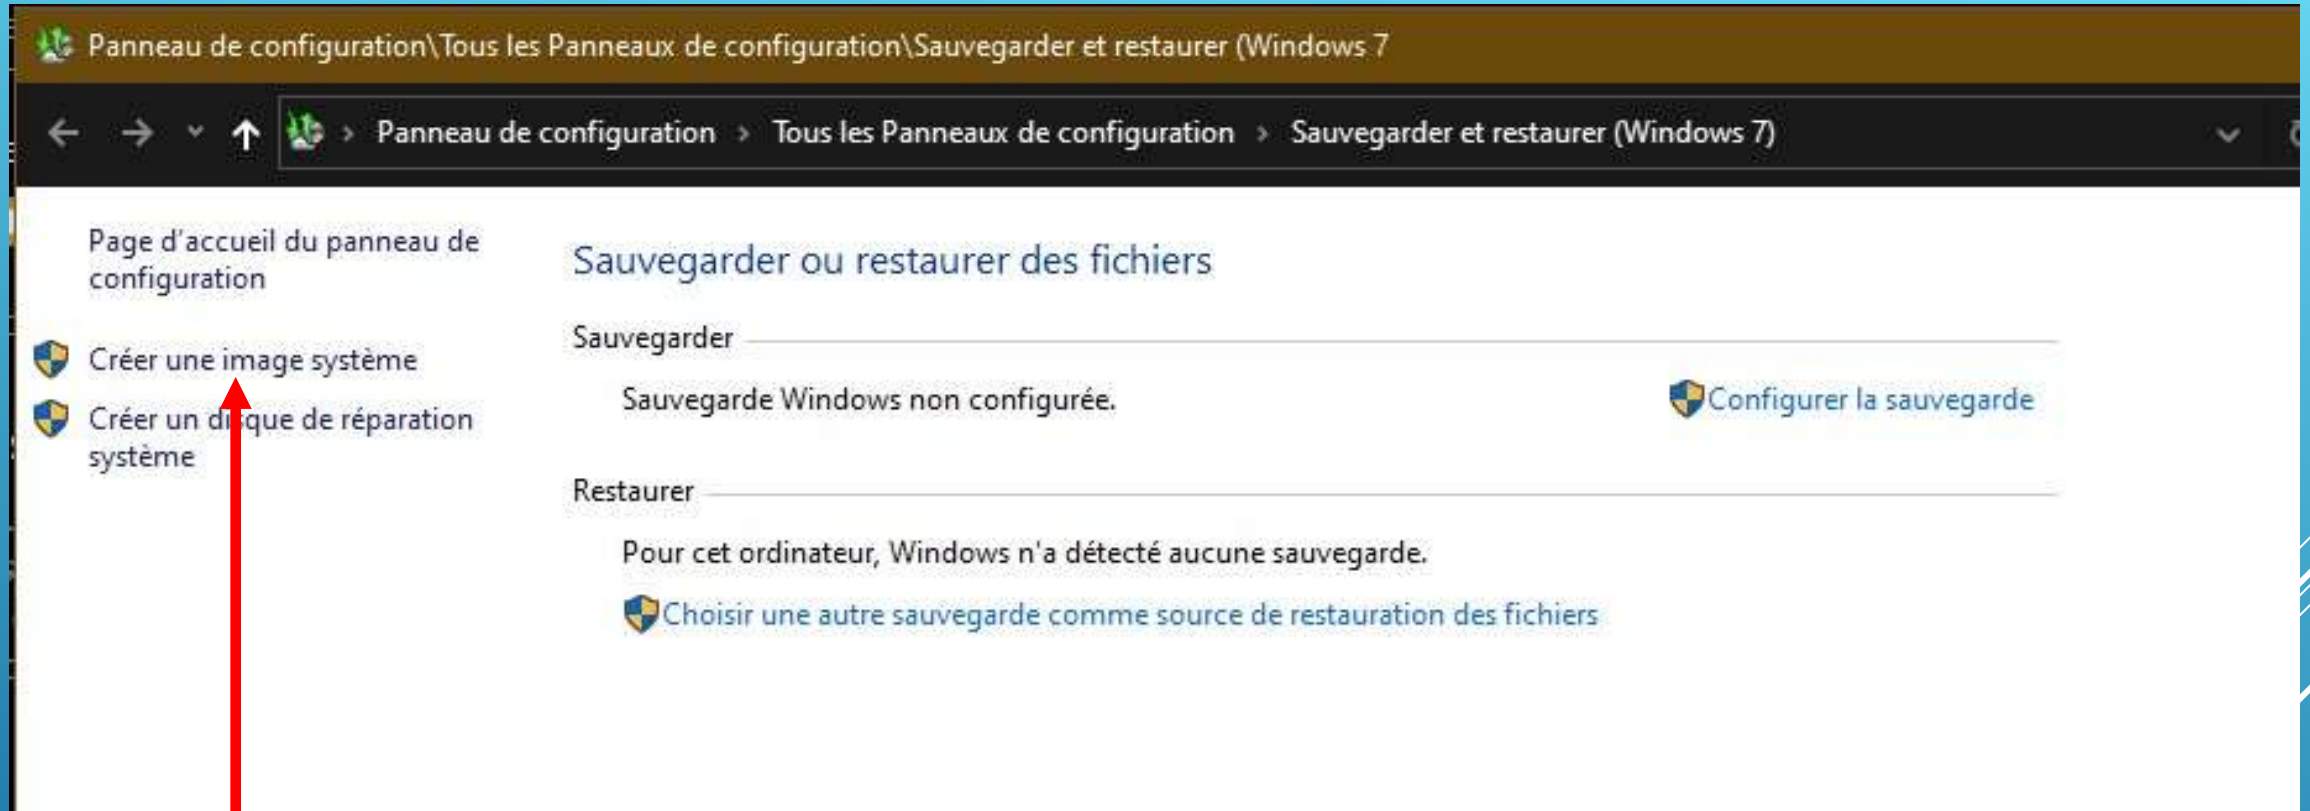 Panneau de configuration\Tous les Panneaux de configuration\Sauvegarder et restaurer (Windows 7
Panneau de configuration > Tous les Panneaux de configuration > Sauvegarder et restaurer (Windows 7)
Page d'accueil du panneau de
configuration
Créer une image système
Créer un disque de réparation
système
Sauvegarder ou restaurer des fichiers
Sauvegarder
Sauvegarde Windows non configurée.
Configurer la sauvegarde
Restaurer
Pour cet ordinateur, Windows n'a détecté aucune sauvegarde.
Choisir une autre sauvegarde comme source de restauration des fichiers